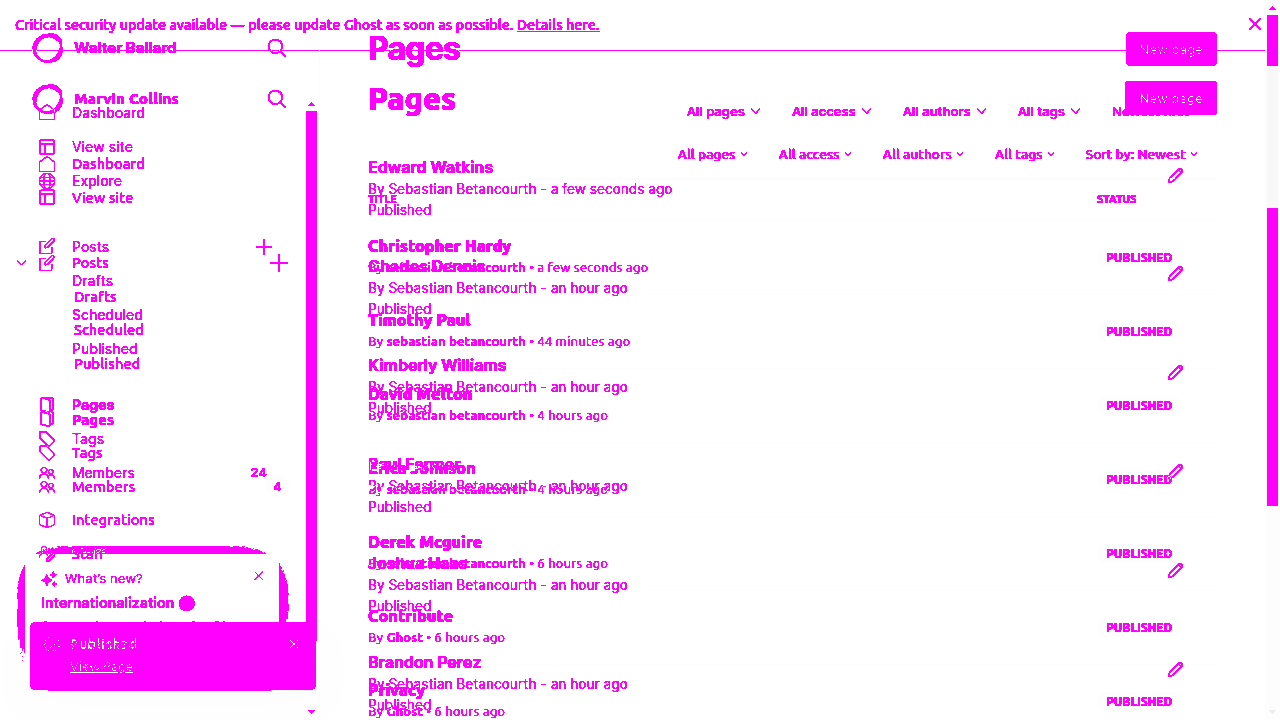 Critical security update available — please update Ghost as soon as possible. Details here.
Walter Ballard
Pages
New page
Marvin Collins
Pages
New page
Dashboard
All pages
All access
All authors
All tags
View site
Dashboard
All pages
All access
All authors
All tags
Sort by: Newest
Edward Watkins
Explore
By Sebastian Betancourth - a few seconds ago
View site
TITLE
STATUS
Published
Posts
Christopher Hardy
Posts
Charles Dennis
By sebastian betancourth • a few seconds ago
PUBLISHED
Drafts
By Sebastian Betancourth - an hour ago
Drafts
Published
Scheduled
Timothy Paul
Scheduled
PUBLISHED
By sebastian betancourth • 44 minutes ago
Published
Published
Kimberly Williams
By Sebastian Betancourth - an hour ago
David Melton
Pages
Published
PUBLISHED
By sebastian betancourth • 4 hours ago
Pages
Tags
Tags
Members
24
Erica Johnson
PUBLISHED
Members
4
By Sebastian Betancourth - an hour ago
By sebastian betancourth • 4 hours ago
Published
Integrations
Derek Mcguire
Staff
PUBLISHED
Joshua Haas
By sebastian betancourth • 6 hours ago
What's new?
By Sebastian Betancourth - an hour ago
Internationalization
Published
Contribute
PUBLISHED
By Ghost • 6 hours ago
Published
View Page
Brandon Perez
By Sebastian Betancourth - an hour ago
Privacy
Published
PUBLISHED
By Ghost • 6 hours ago